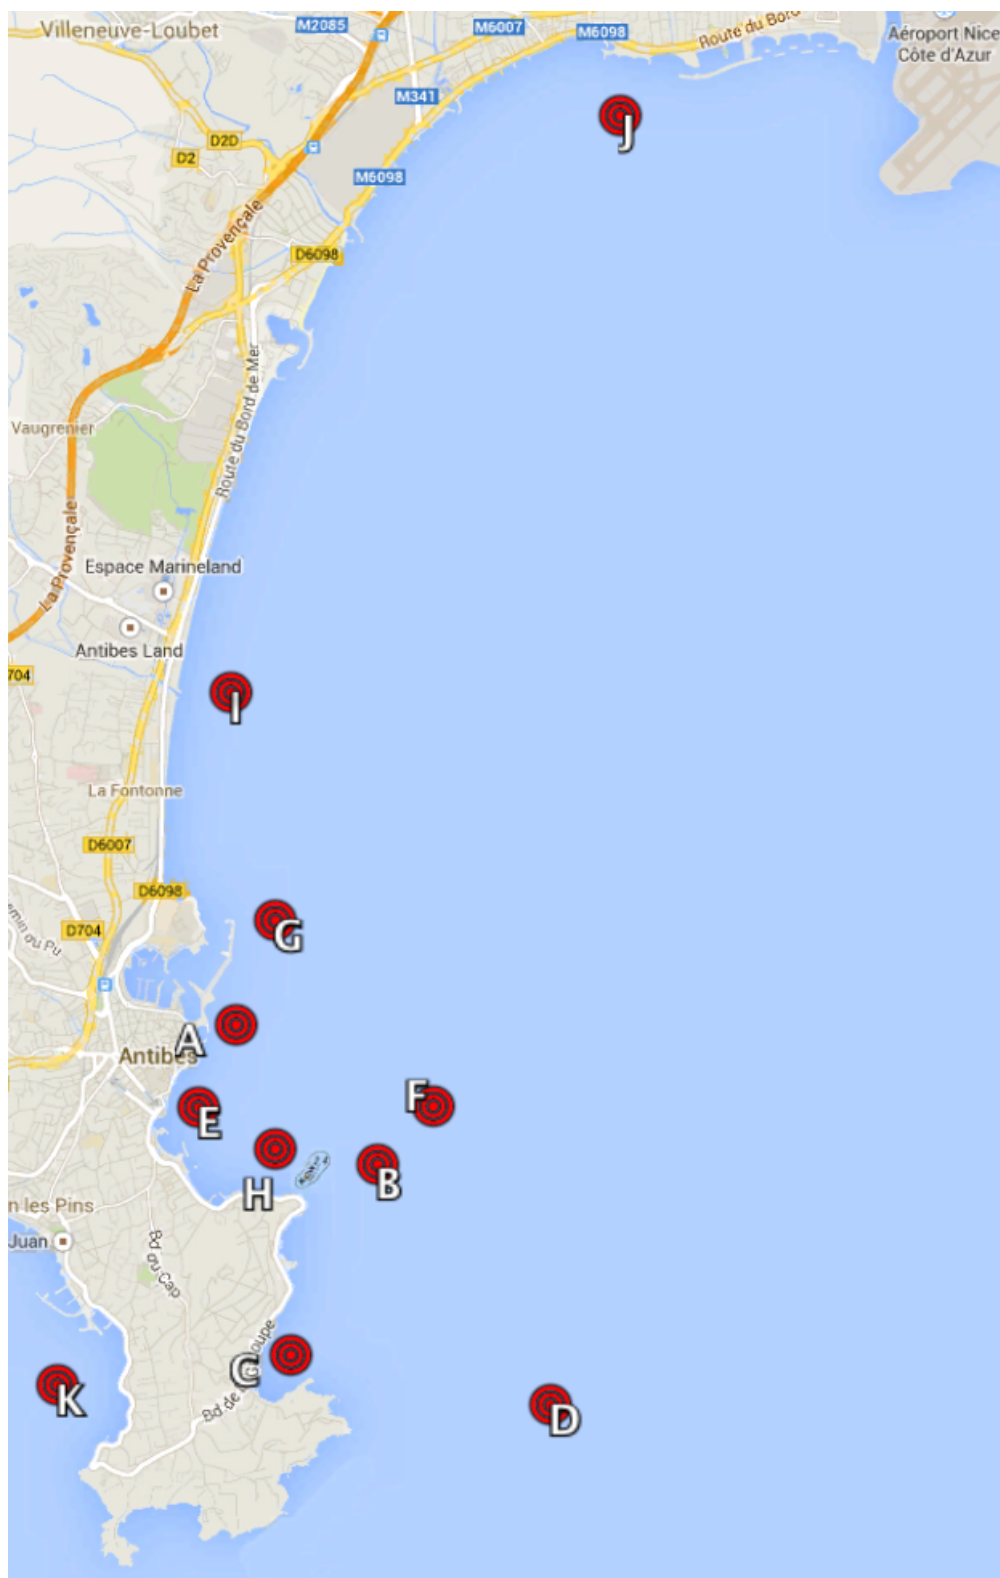 Villeneuve-Loubet
M2085
M6007
M6098
Route du Bord
Aéroport Nice
Côte d'Azur
M341
J
D2D
D2
M6098
La Provençale
D6098
Route du Bord de Mer
Vaugrenier
La Provençale
Espace Marineland
Antibes Land
704
I
La Fontonne
D6007
D6098
D704
G
A
Antibes
F
E
B
H
n les Pins
Juan
Bd du Cap
C
Bd de
K
D